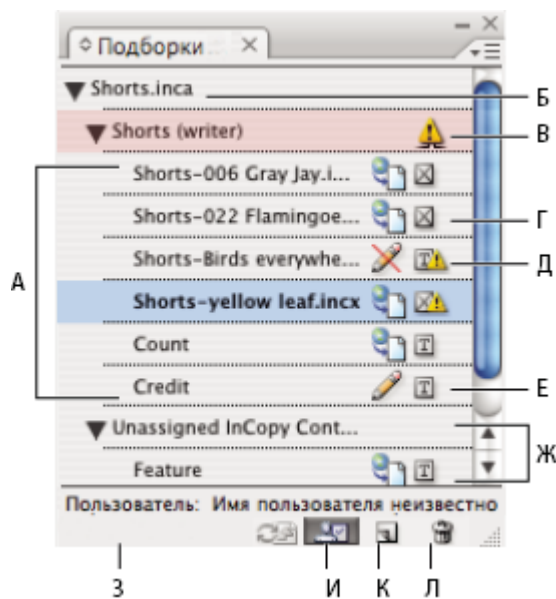 Подборки
Shorts.inca
Б
Shorts (writer)
В
Shorts-006 Gray Jay.i...
Shorts-022 Flamingoe...
Г
Shorts-Birds everywhe...
Д
А
Shorts-yellow leaf.incx
Count
Credit
Е
Unassigned InCopy Cont...
Ж
Feature
Пользователь: Имя пользователя неизвестно
З И К Л